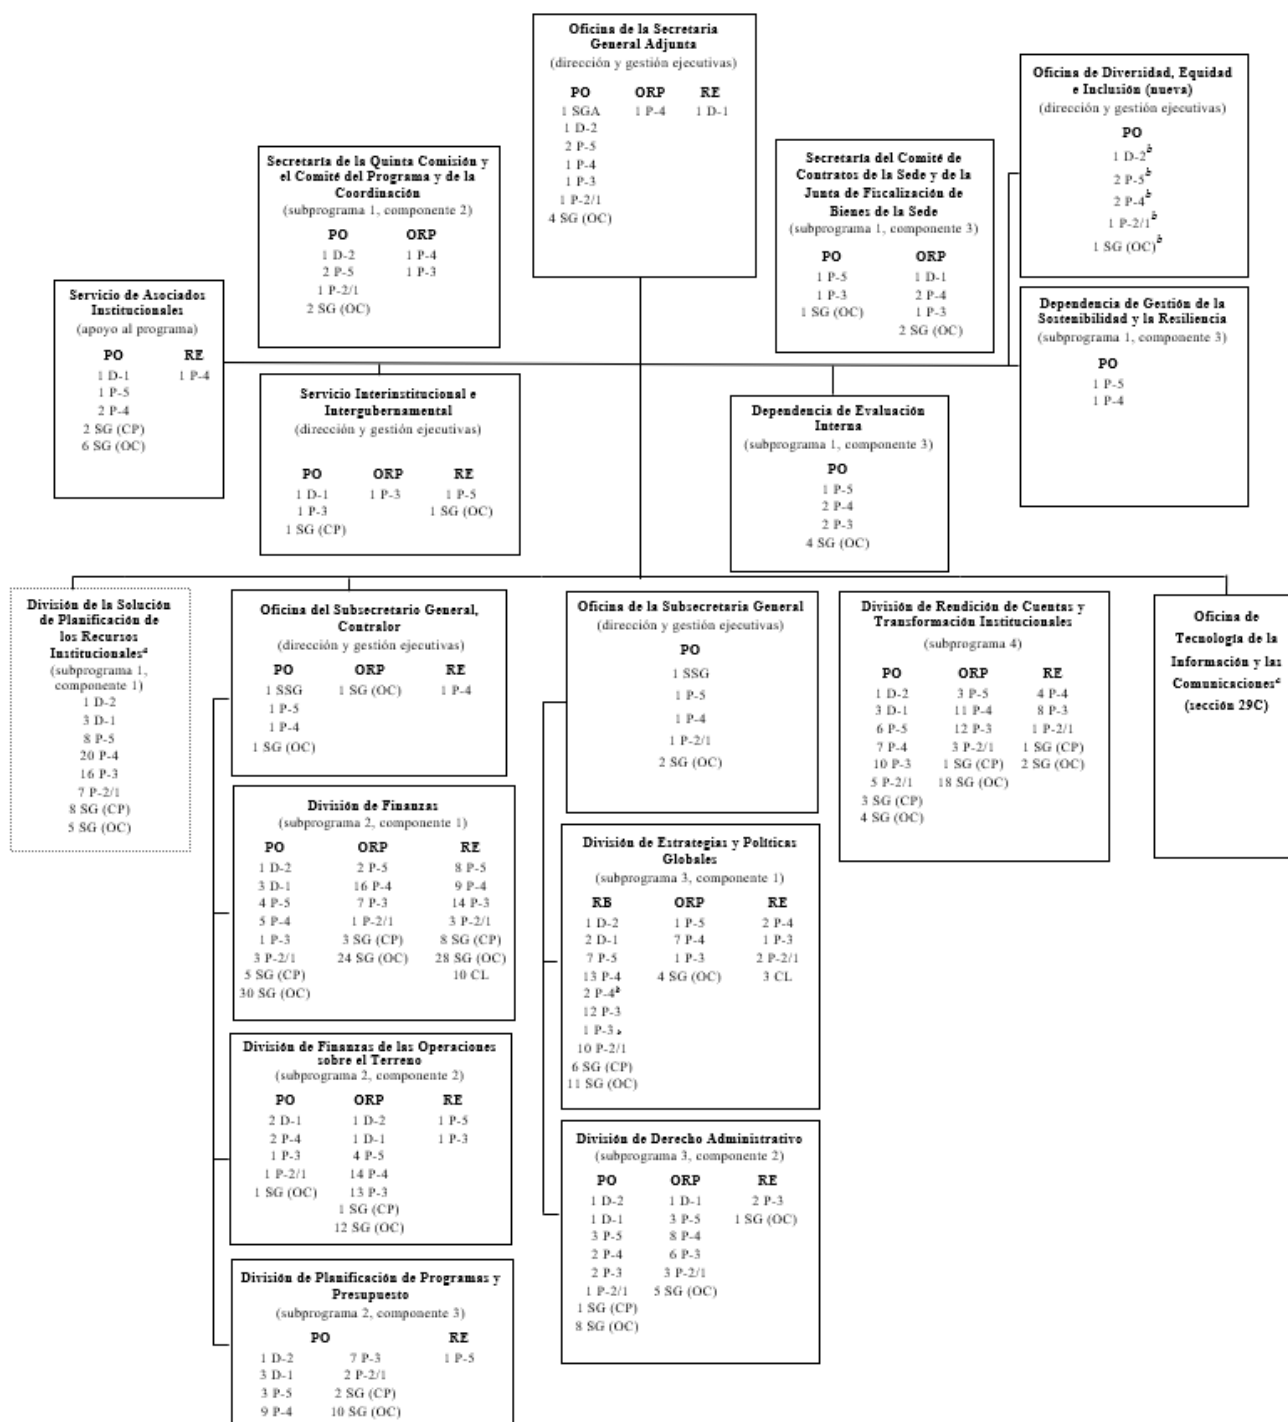 Oficina de la Secretaria
General Adjunta
(dirección y gestión ejecutivas)
PO ORP RE
1 SGA 1 P-4 1 D-1
1 D-2
2 P-5
1 P-4
1 P-3
1 P-2/1
4 SG (OC)
Oficina de Diversidad, Equidad
e Inclusión (nueva)
(dirección y gestión ejecutivas)
PO
1 D-2b
2 P-5b
2 P-4b
1 P-2/1b
1 SG (OC)b
Secretaría de la Quinta Comisión y
el Comité del Programa y de la
Coordinación
(subprograma 1, componente 2)
PO ORP
1 D-2 1 P-4
2 P-5 1 P-3
1 P-2/1
2 SG (OC)
Secretaría del Comité de
Contratos de la Sede y de la
Junta de Fiscalización de
Bienes de la Sede
(subprograma 1, componente 3)
PO ORP
1 P-5 1 D-1
1 P-3 2 P-4
1 SG (OC) 1 P-3
2 SG (OC)
Servicio de Asociados
Institucionales
(apoyo al programa)
PO RE
1 D-1 1 P-4
1 P-5
2 P-4
2 SG (CP)
6 SG (OC)
Dependencia de Gestión de la
Sostenibilidad y la Resiliencia
(subprograma 1, componente 3)
PO
1 P-5
1 P-4
Servicio Interinstitucional e
Intergubernamental
(dirección y gestión ejecutivas)
PO ORP RE
1 D-1 1 P-3 1 P-5
1 P-3 1 SG (OC)
1 SG (CP)
Dependencia de Evaluación
Interna
(subprograma 1, componente 3)
PO
1 P-5
2 P-4
2 P-3
4 SG (OC)
División de la Solución
de Planificación de
los Recursos
Institucionalesa
(subprograma 1,
componente 1)
1 D-2
3 D-1
8 P-5
20 P-4
16 P-3
7 P-2/1
8 SG (CP)
5 SG (OC)
Oficina del Subsecretario General,
Contralor
(dirección y gestión ejecutivas)
PO ORP RE
1 SSG 1 SG (OC) 1 P-4
1 P-5
1 P-4
1 SG (OC)
Oficina de la Subsecretaria General
(dirección y gestión ejecutivas)
PO
1 SSG
1 P-5
1 P-4
1 P-2/1
2 SG (OC)
División de Rendición de Cuentas y
Transformación Institucionales
(subprograma 4)
PO ORP RE
1 D-2 3 P-5 4 P-4
3 D-1 11 P-4 8 P-3
6 P-5 12 P-3 1 P-2/1
7 P-4 3 P-2/1 1 SG (CP)
10 P-3 1 SG (CP) 2 SG (OC)
5 P-2/1 18 SG (OC)
3 SG (CP)
4 SG (OC)
Oficina de
Tecnología de la
Información y las
Comunicacionesc
(sección 29C)
División de Finanzas
(subprograma 2, componente 1)
PO ORP RE
1 D-2 2 P-5 8 P-5
3 D-1 16 P-4 9 P-4
4 P-5 7 P-3 14 P-3
5 P-4 1 P-2/1 3 P-2/1
1 P-3 3 SG (CP) 8 SG (CP)
3 P-2/1 24 SG (OC) 28 SG (OC)
5 SG (CP) 10 CL
30 SG (OC)
División de Estrategias y Políticas
Globales
(subprograma 3, componente 1)
RB ORP RE
1 D-2 1 P-5 2 P-4
2 D-1 7 P-4 1 P-3
7 P-5 1 P-3 2 P-2/1
13 P-4 4 SG (OC) 3 CL
2 P-4b
12 P-3
1 P-3
10 P-2/1
6 SG (CP)
11 SG (OC)
División de Finanzas de las Operaciones
sobre el Terreno
(subprograma 2, componente 2)
PO ORP RE
2 D-1 1 D-2 1 P-5
2 P-4 1 D-1 1 P-3
1 P-3 4 P-5
1 P-2/1 14 P-4
1 SG (OC) 13 P-3
1 SG (CP)
12 SG (OC)
División de Derecho Administrativo
(subprograma 3, componente 2)
PO ORP RE
1 D-2 1 D-1 2 P-3
1 D-1 3 P-5 1 SG (OC)
3 P-5 8 P-4
2 P-4 6 P-3
2 P-3 3 P-2/1
1 P-2/1 5 SG (OC)
1 SG (CP)
8 SG (OC)
División de Planificación de Programas y
Presupuesto
(subprograma 2, componente 3)
PO RE
1 D-2 7 P-3 1 P-5
3 D-1 2 P-2/1
3 P-5 2 SG (CP)
9 P-4 10 SG (OC)